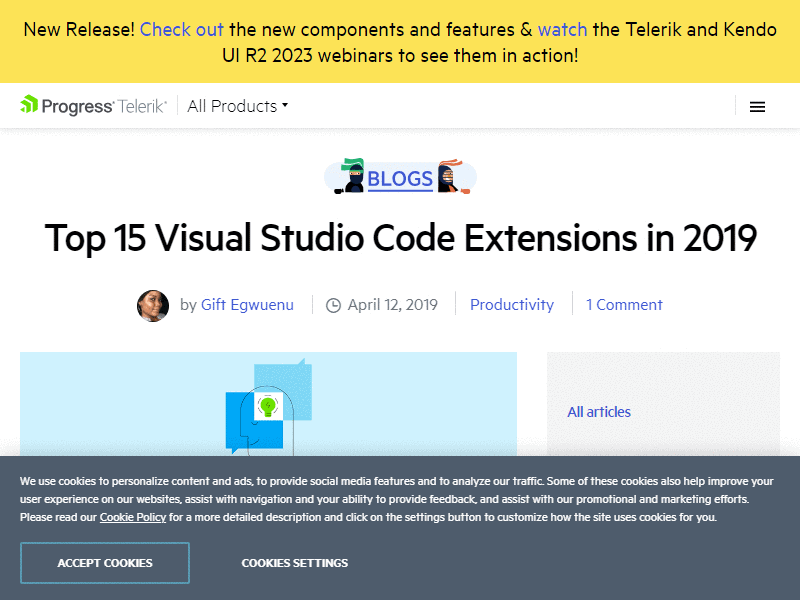 New Release! Check out the new components and features & watch the Telerik and Kendo
UI R2 2023 webinars to see them in action!
Progress Telerik All Products
BLOGS
Top 15 Visual Studio Code Extensions in 2019
by Gift Egwuenu April 12, 2019 Productivity 1 Comment
All articles
We use cookies to personalize content and ads, to provide social media features and to analyze our traffic. Some of these cookies also help improve your
user experience on our websites, assist with navigation and your ability to provide feedback, and assist with our promotional and marketing efforts.
Please read our Cookie Policy for a more detailed description and click on the settings button to customize how the site uses cookies for you.
ACCEPT COOKIES COOKIES SETTINGS